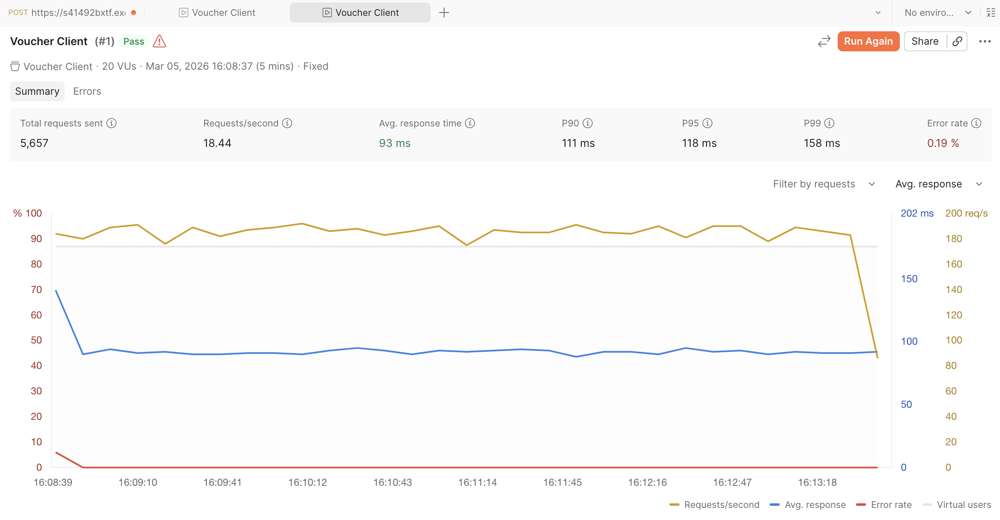 POST https://s41492bxtf.ex
Voucher Client
Voucher Client
No enviro...
Voucher Client (#1) Pass
Run Again
Share
Voucher Client · 20 VUs · Mar 05, 2026 16:08:37 (5 mins) · Fixed
Summary
Errors
Total requests sent
Requests/second
Avg. response time
P90
P95
P99
Error rate
5,657
18.44
93 ms
111 ms
118 ms
158 ms
0.19 %
Filter by requests
Avg. response
% 100
90
80
70
60
50
40
30
20
10
0
202 ms
150
100
50
0
200 req/s
180
160
140
120
100
80
60
40
20
0
16:08:39
16:09:10
16:09:41
16:10:12
16:10:43
16:11:14
16:11:45
16:12:16
16:12:47
16:13:18
Requests/second
Avg. response
Error rate
Virtual users